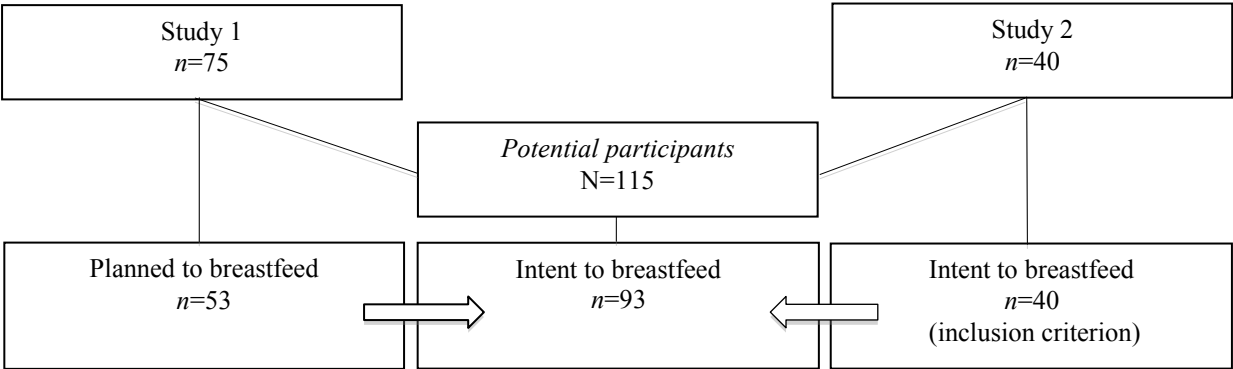 Study 1
n=75
Study 2
n=40
Potential participants
N=115
Planned to breastfeed
n=53
Intent to breastfeed
n=93
Intent to breastfeed
n=40
(inclusion criterion)